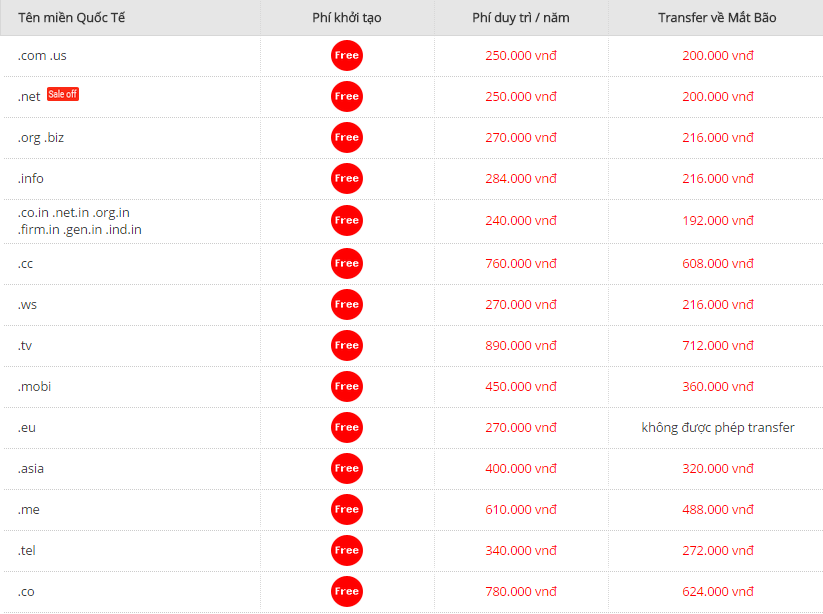 Tên miền Quốc Tế Phí khởi tạo Phí duy trì / năm Transfer về Mắt Bão
.com .us Free 250.000 vnđ 200.000 vnđ
.net Sale off Free 250.000 vnđ 200.000 vnđ
.org .biz Free 270.000 vnđ 216.000 vnđ
.info Free 284.000 vnđ 216.000 vnđ
.co.in .net.in .org.in
.firm.in .gen.in .ind.in Free 240.000 vnđ 192.000 vnđ
.cc Free 760.000 vnđ 608.000 vnđ
.ws Free 270.000 vnđ 216.000 vnđ
.tv Free 890.000 vnđ 712.000 vnđ
.mobi Free 450.000 vnđ 360.000 vnđ
.eu Free 270.000 vnđ không được phép transfer
.asia Free 400.000 vnđ 320.000 vnđ
.me Free 610.000 vnđ 488.000 vnđ
.tel Free 340.000 vnđ 272.000 vnđ
.co Free 780.000 vnđ 624.000 vnđ